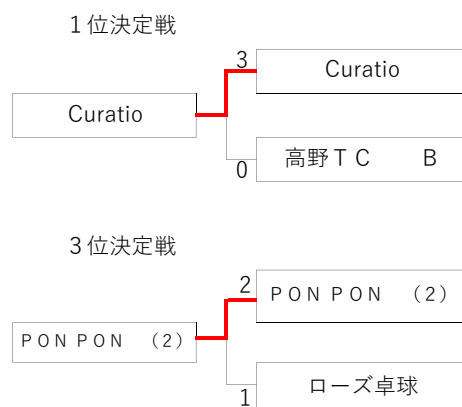 １位決定戦
3
Curatio
Curatio
高野ＴＣ　　Ｂ
0
３位決定戦
2
ＰＯＮ ＰＯＮ　（２）
ＰＯＮ ＰＯＮ　（２）
ローズ卓球
1